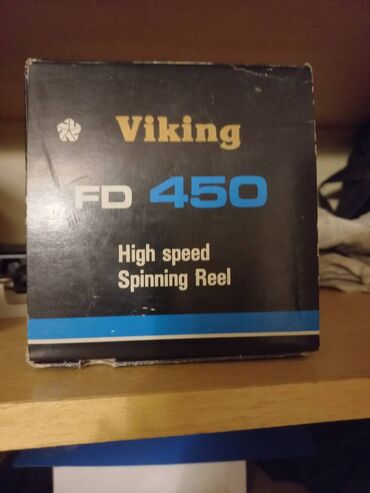 Viking
FD 450
High speed
Spinning Reel